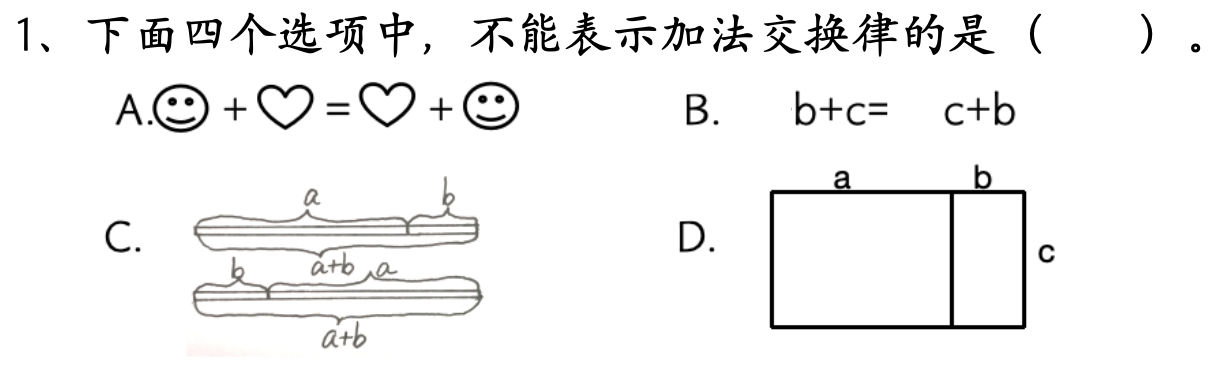 1、下面四个选项中，不能表示加法交换律的是（ ）。
A.☺+♡=♡+☺ B. b+c= c+b
C. a b
a+b
b a
a+b
D. a b
c